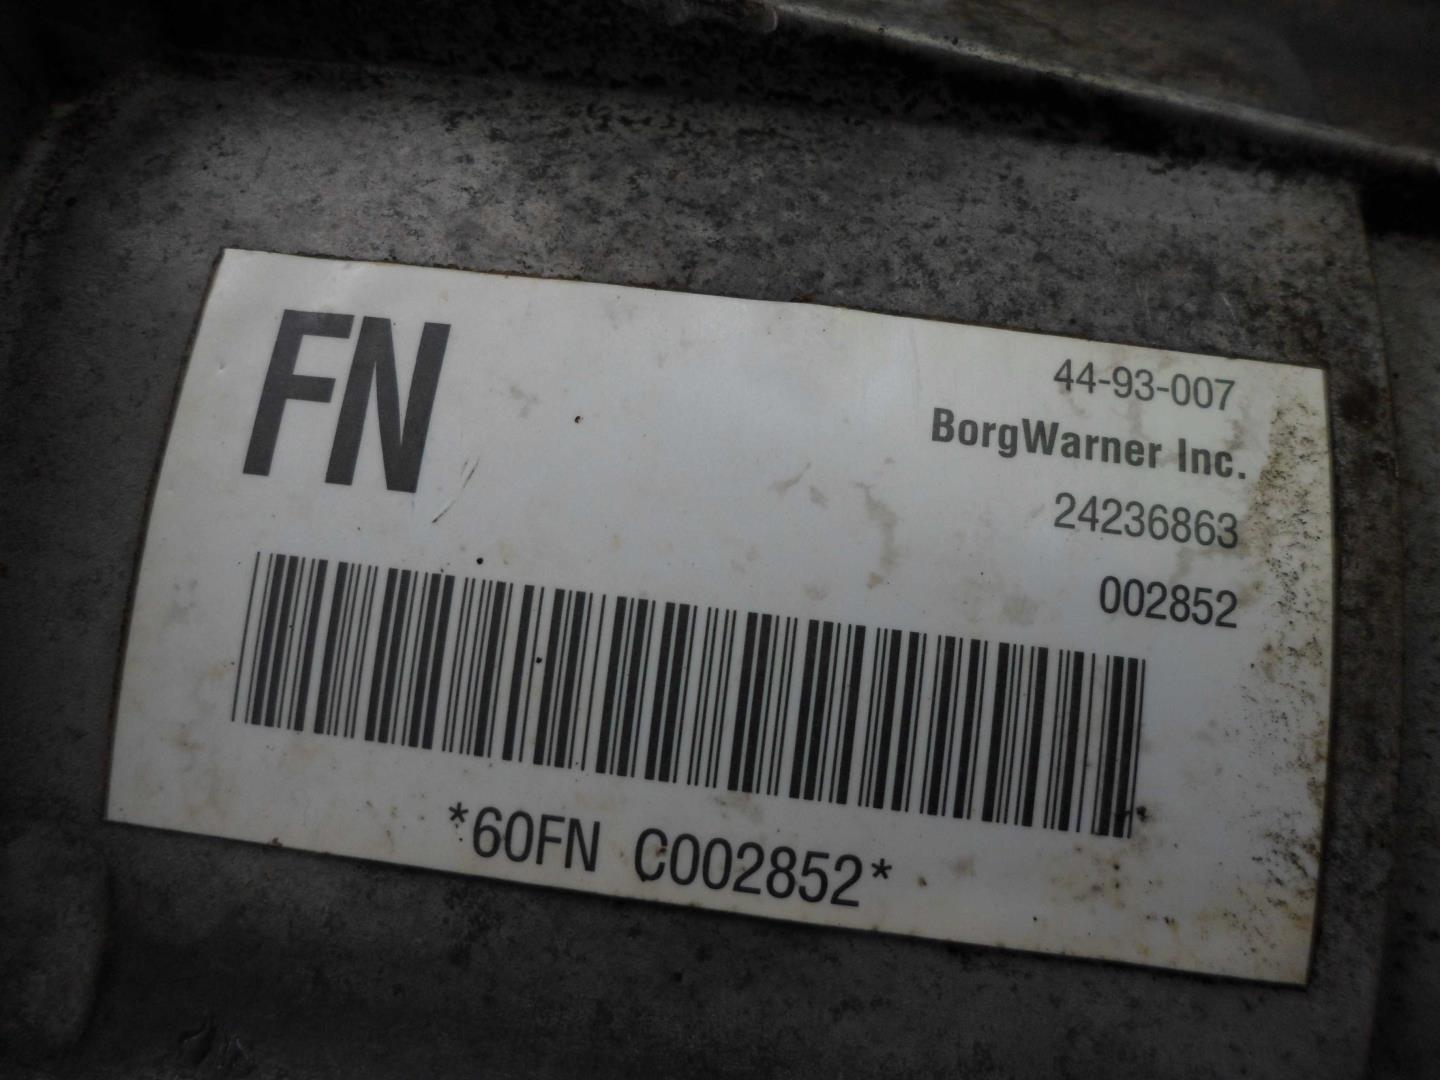 FN
44-93-007
BorgWarner Inc.
24236863
002852
*60FN C002852*